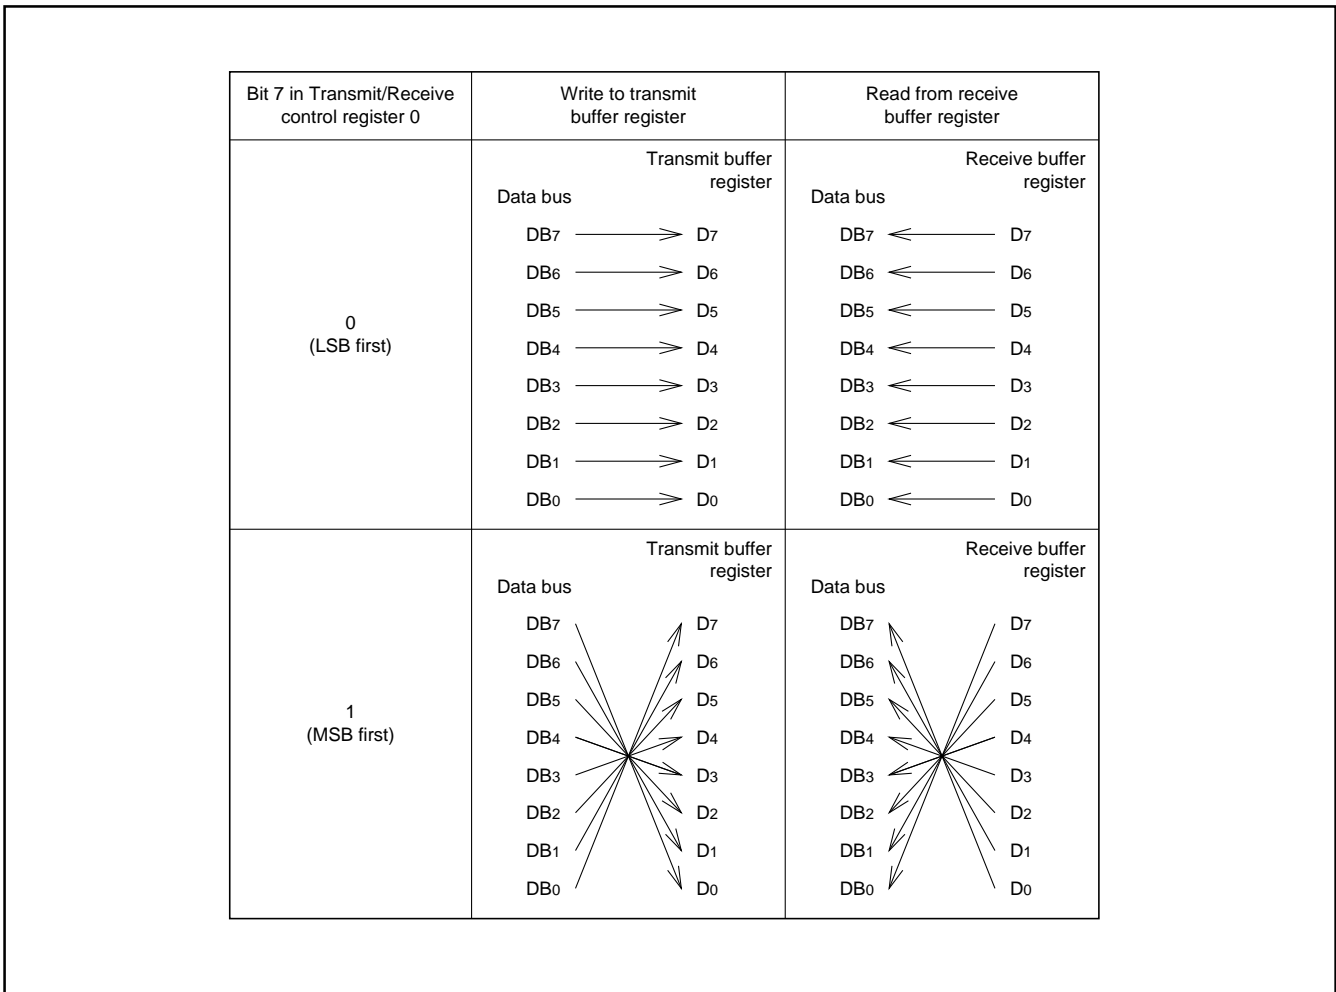 Bit 7 in Transmit/Receive
control register 0
Write to transmit
buffer register
Read from receive
buffer register
0
(LSB first)
Transmit buffer
register
Data bus
DB7 D7
DB6 D6
DB5 D5
DB4 D4
DB3 D3
DB2 D2
DB1 D1
DB0 D0
Receive buffer
register
Data bus
DB7 D7
DB6 D6
DB5 D5
DB4 D4
DB3 D3
DB2 D2
DB1 D1
DB0 D0
1
(MSB first)
Transmit buffer
register
Data bus
DB7 D7
DB6 D6
DB5 D5
DB4 D4
DB3 D3
DB2 D2
DB1 D1
DB0 D0
Receive buffer
register
Data bus
DB7 D7
DB6 D6
DB5 D5
DB4 D4
DB3 D3
DB2 D2
DB1 D1
DB0 D0